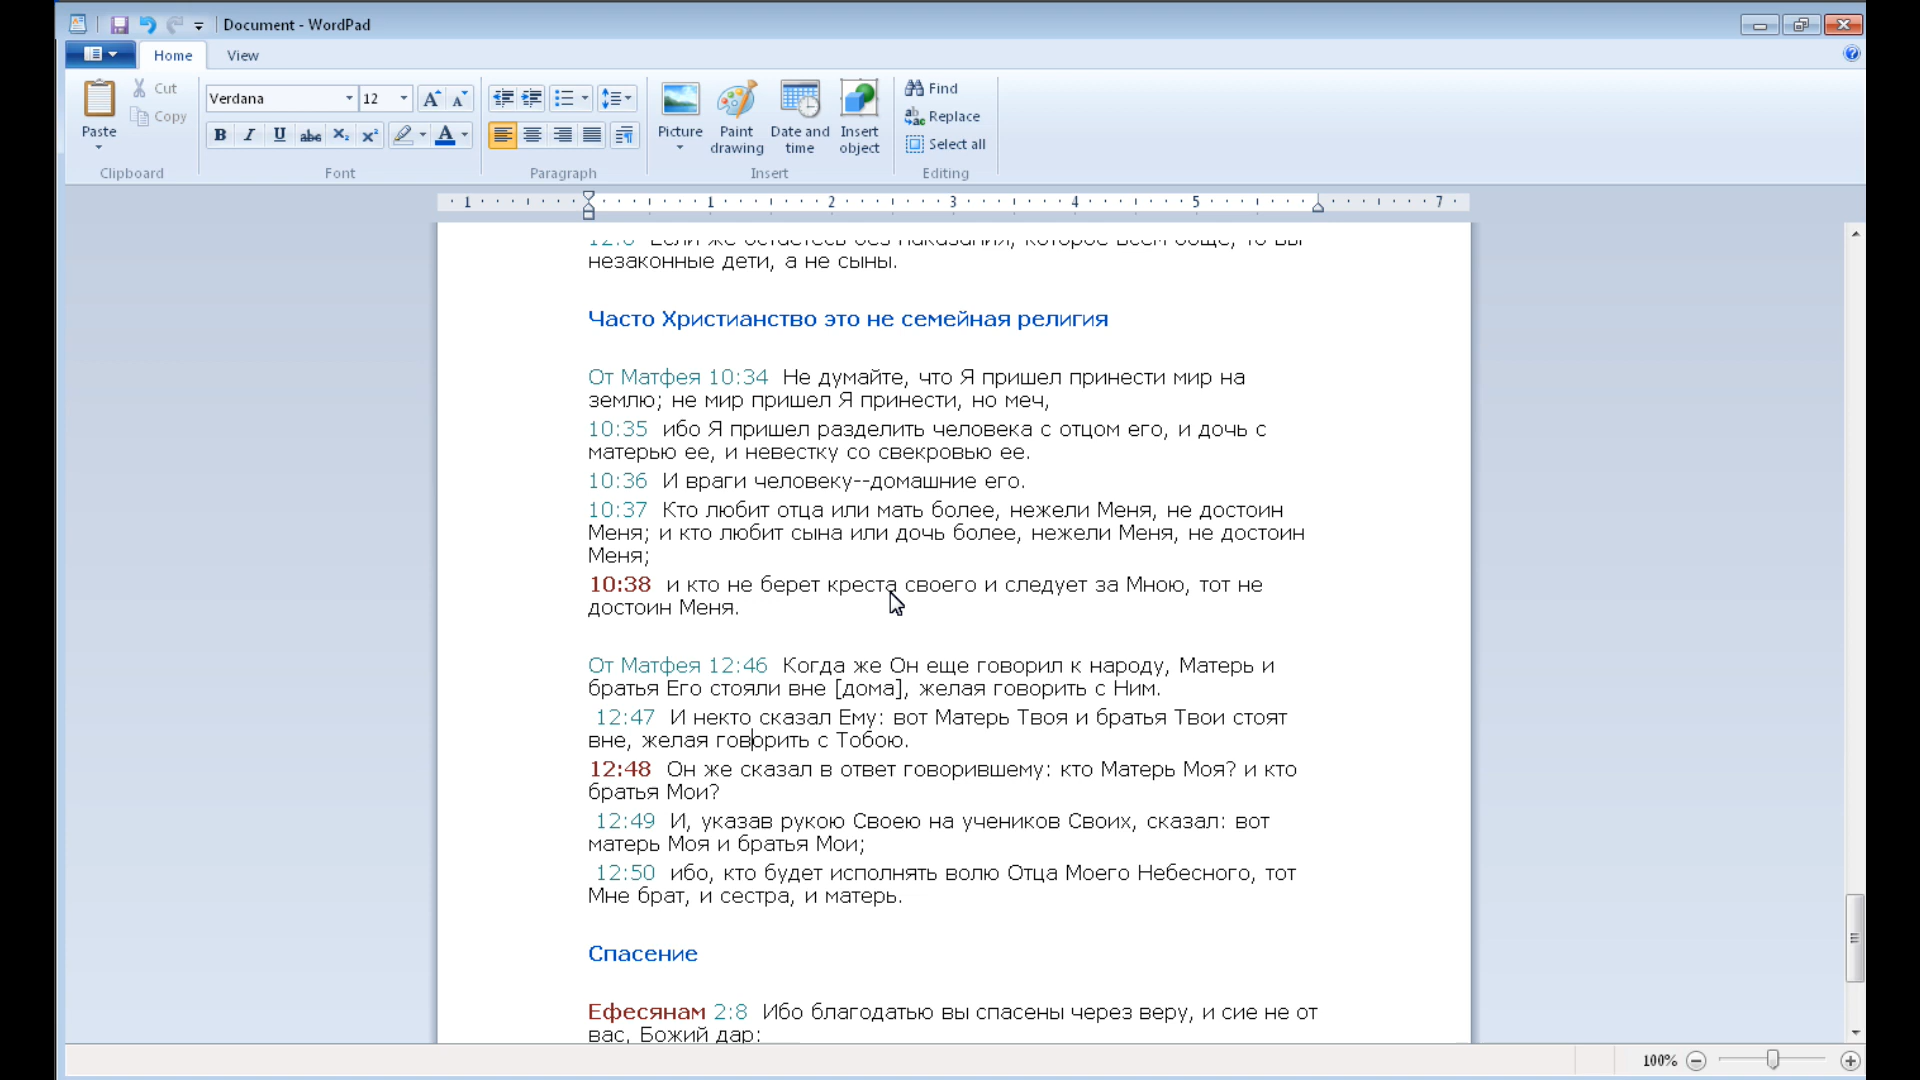 Document - WordPad
Home View
Cut
Copy
Paste
Verdana 12
Picture
Paint drawing
Date and time
Insert object
Find
Replace
Select all
Clipboard Font Paragraph Insert Editing
1 1 2 3 4 5 7
незаконные дети, а не сыны.
Часто Христианство это не семейная религия
От Матфея 10:34 Не думайте, что Я пришел принести мир на
землю; не мир пришел Я принести, но меч,
10:35 ибо Я пришел разделить человека с отцом его, и дочь с
матерью ее, и невестку со свекровью ее.
10:36 И враги человеку--домашние его.
10:37 Кто любит отца или мать более, нежели Меня, не достоин
Меня; и кто любит сына или дочь более, нежели Меня, не достоин
Меня;
10:38 и кто не берет креста своего и следует за Мною, тот не
достоин Меня.
От Матфея 12:46 Когда же Он еще говорил к народу, Матерь и
братья Его стояли вне [дома], желая говорить с Ним.
12:47 И некто сказал Ему: вот Матерь Твоя и братья Твои стоят
вне, желая говорить с Тобою.
12:48 Он же сказал в ответ говорившему: кто Матерь Моя? и кто
братья Мои?
12:49 И, указав рукою Своею на учеников Своих, сказал: вот
матерь Моя и братья Мои;
12:50 ибо, кто будет исполнять волю Отца Моего Небесного, тот
Мне брат, и сестра, и матерь.
Спасение
Ефесянам 2:8 Ибо благодатью вы спасены через веру, и сие не от
вас, Божий дар:
100%